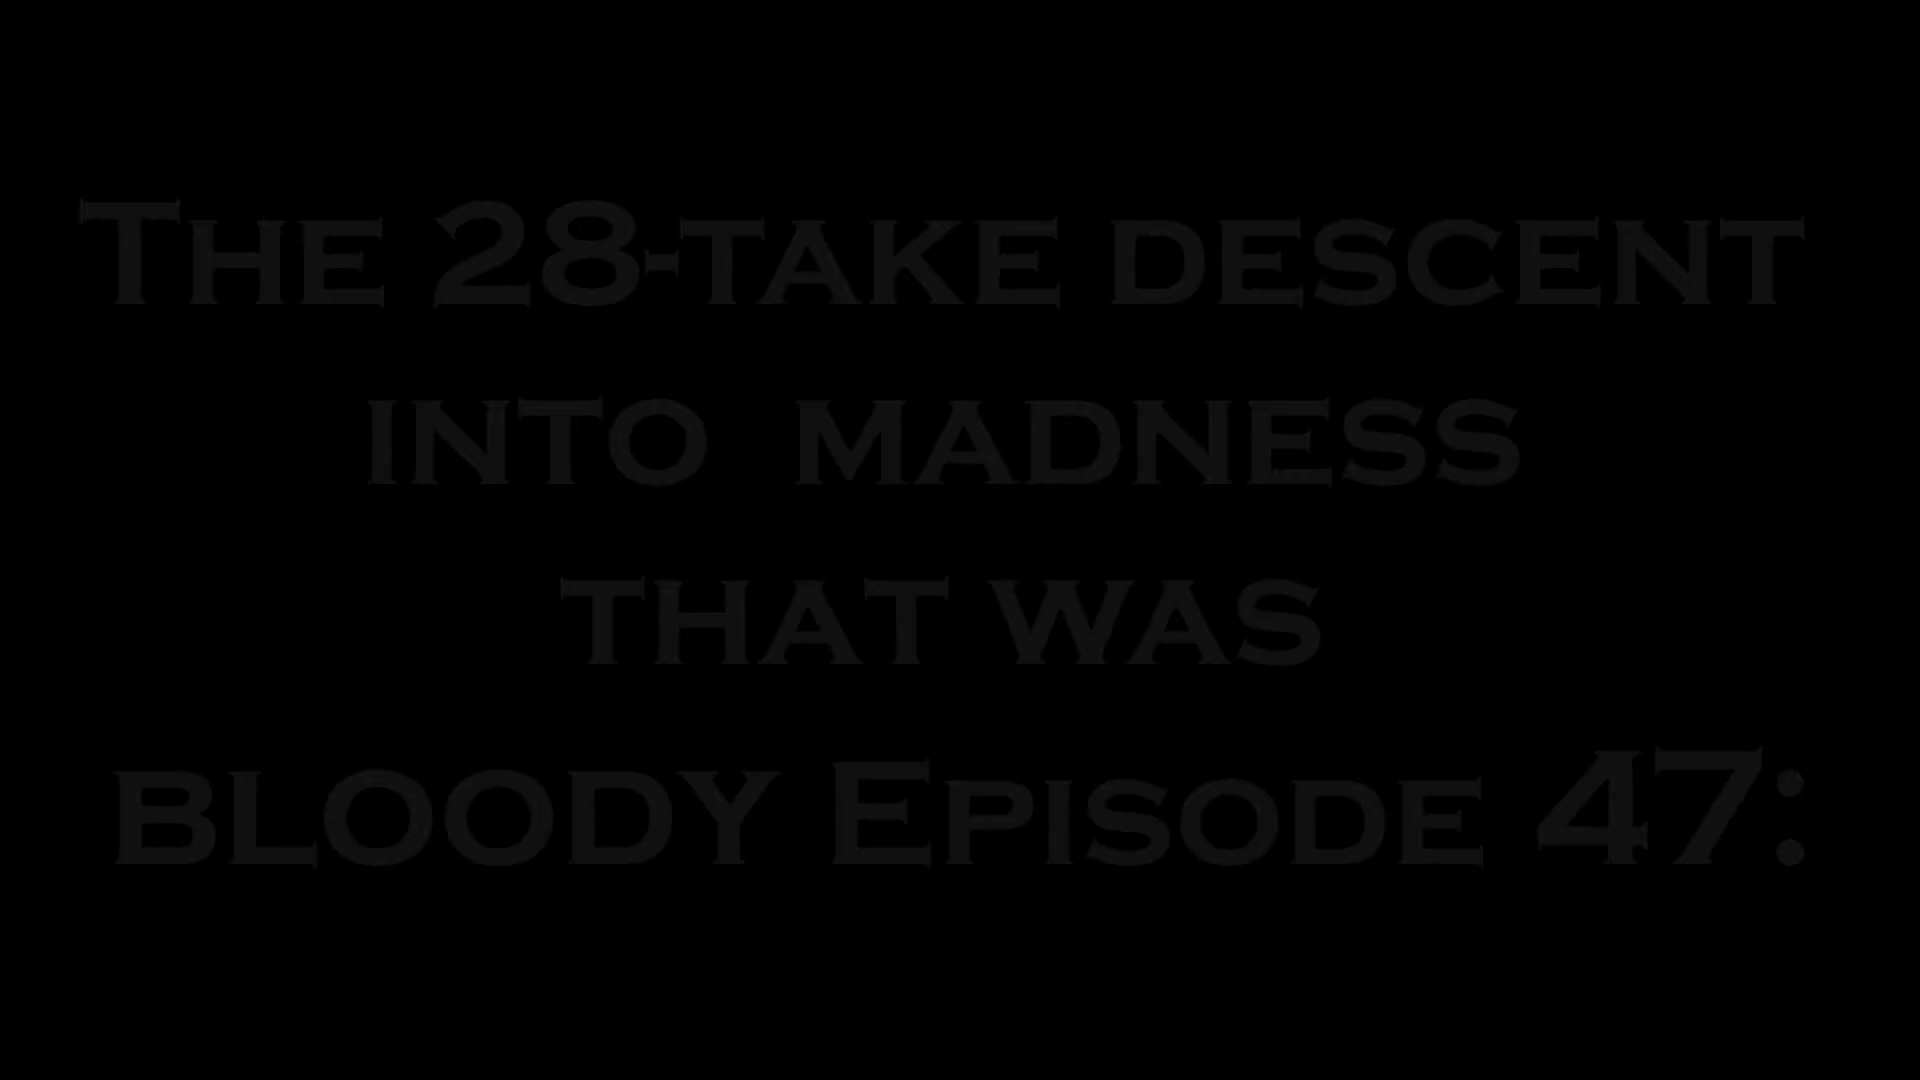 The 28-take descent
into madness
that was
bloody Episode 47: